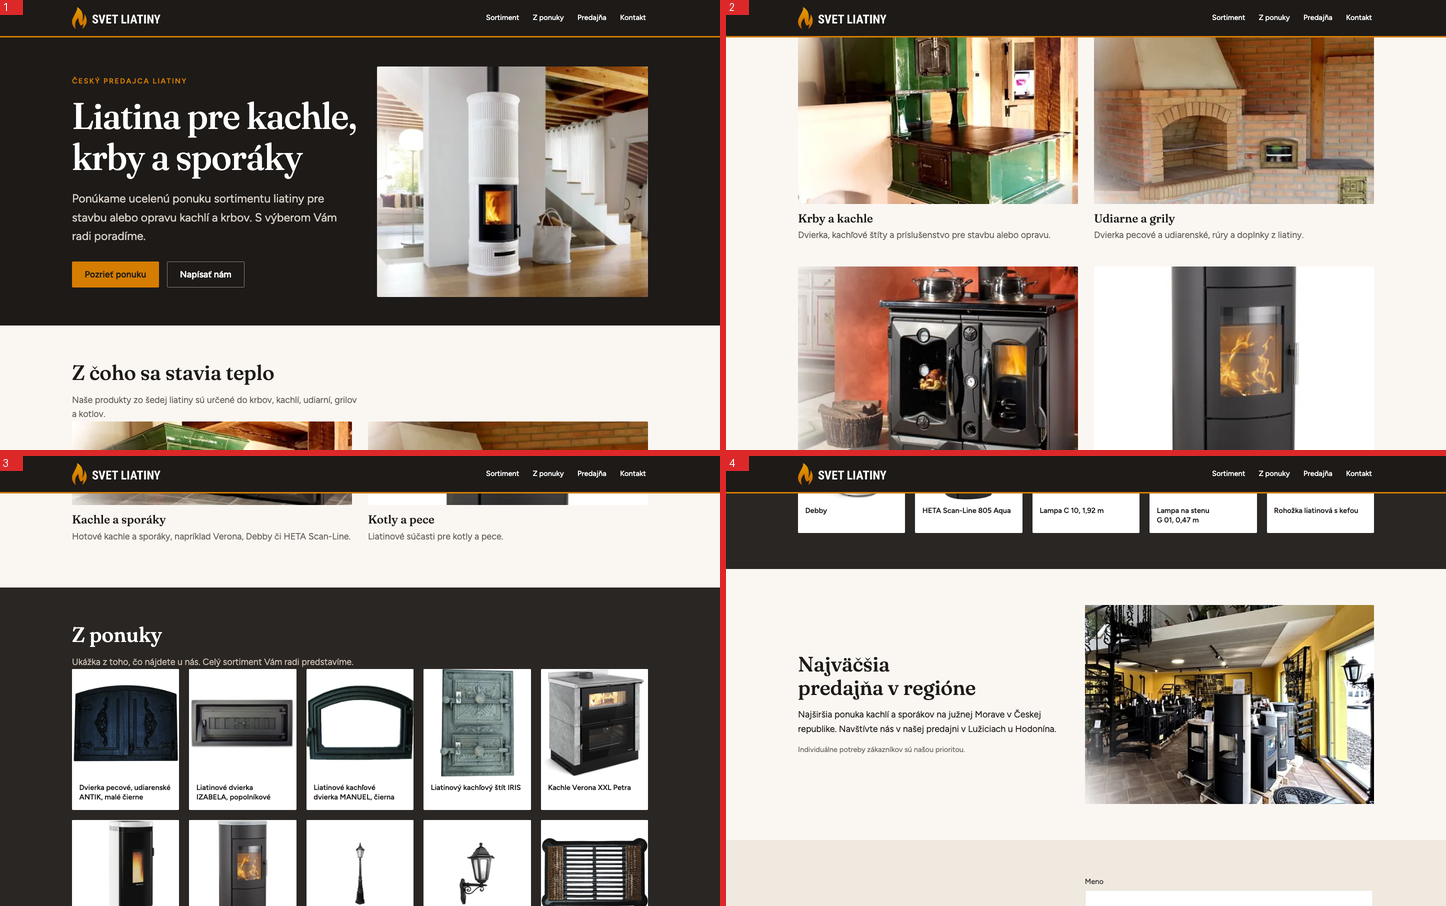 1
SVET LIATINY
Sortiment Z ponuky Predajňa Kontakt
ČESKÝ PREDAJCA LIATINY
Liatina pre kachle,
krby a sporáky
Ponúkame ucelenú ponuku sortimentu liatiny pre
stavbu alebo opravu kachlí a krbov. S výberom Vám
radi poradíme.
Pozrieť ponuku
Napísať nám
Z čoho sa stavia teplo
Naše produkty zo šedej liatiny sú určené do krbov, kachlí, udiarní, grilov
a kotlov.
2
SVET LIATINY
Sortiment Z ponuky Predajňa Kontakt
Krby a kachle
Dvierka, kachľové štíty a príslušenstvo pre stavbu alebo opravu.
Udiarne a grily
Dvierka pecové a udiarenské, rúry a doplnky z liatiny.
3
SVET LIATINY
Sortiment Z ponuky Predajňa Kontakt
Kachle a sporáky
Hotové kachle a sporáky, napríklad Verona, Debby či HETA Scan-Line.
Kotly a pece
Liatinové súčasti pre kotly a pece.
Z ponuky
Ukážka z toho, čo nájdete u nás. Celý sortiment Vám radi predstavíme.
Dvierka pecové, udiarenské
ANTIK, malé čierne
Liatinové dvierka
IZABELA, popolníkové
Liatinové kachľové
dvierka MANUEL, čierna
Liatinový kachľový štít IRIS
Kachle Verona XXL Petra
4
SVET LIATINY
Sortiment Z ponuky Predajňa Kontakt
Debby
HETA Scan-Line 805 Aqua
Lampa C 10, 1,92 m
Lampa na stenu
G 01, 0,47 m
Rohožka liatinová s kefou
Najväčšia
predajňa v regióne
Najširšia ponuka kachlí a sporákov na južnej Morave v Českej
republike. Navštívte nás v našej predajni v Lužiciach u Hodonína.
Individuálne potreby zákazníkov sú našou prioritou.
Meno